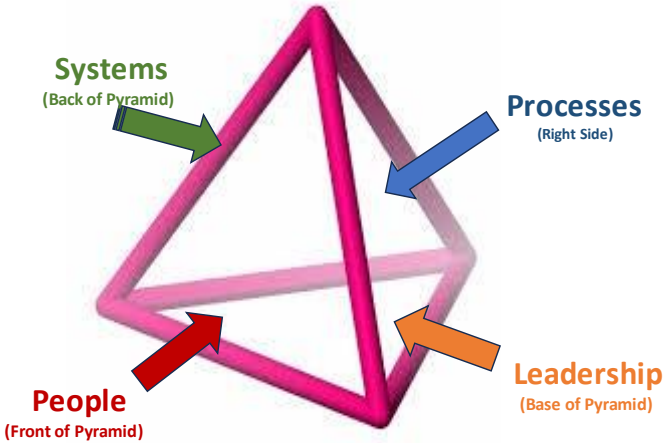 Systems
(Back of Pyramid)
Processes
(Right Side)
Leadership
(Base of Pyramid)
People
(Front of Pyramid)